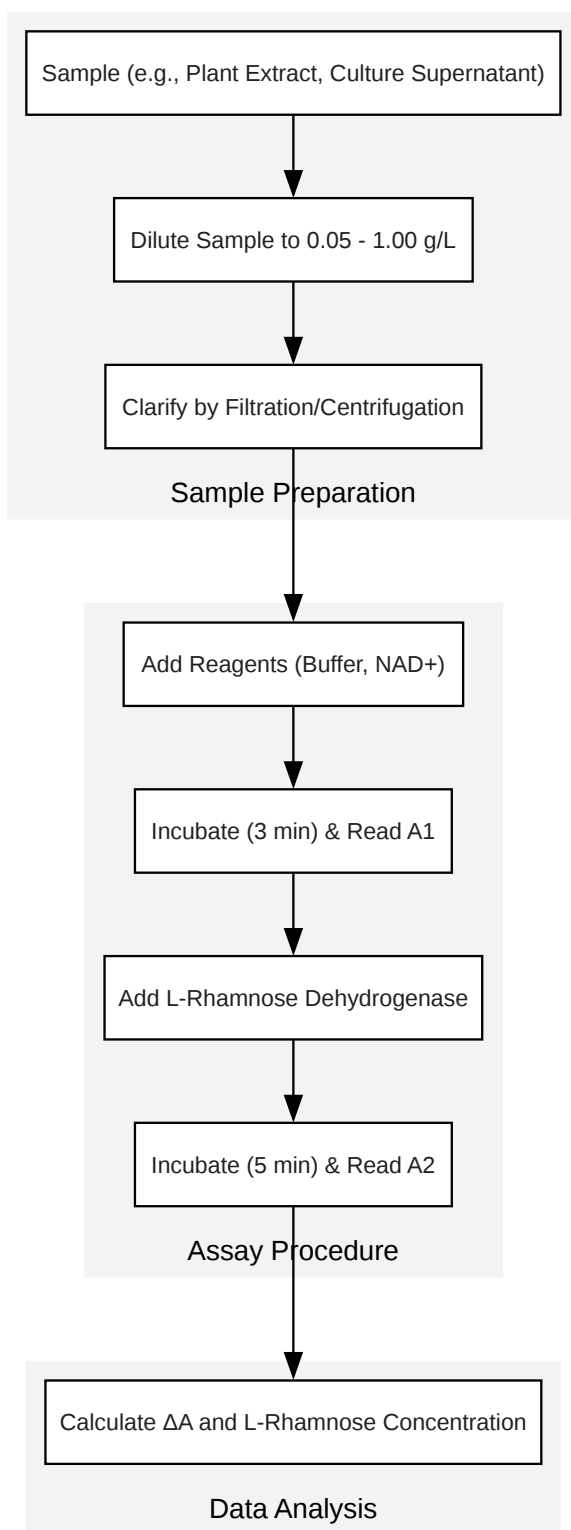 Sample (e.g., Plant Extract, Culture Supernatant)
Dilute Sample to 0.05 - 1.00 g/L
Clarify by Filtration/Centrifugation
Sample Preparation
Add Reagents (Buffer, NAD+)
Incubate (3 min) & Read A1
Add L-Rhamnose Dehydrogenase
Incubate (5 min) & Read A2
Assay Procedure
Calculate ΔA and L-Rhamnose Concentration
Data Analysis